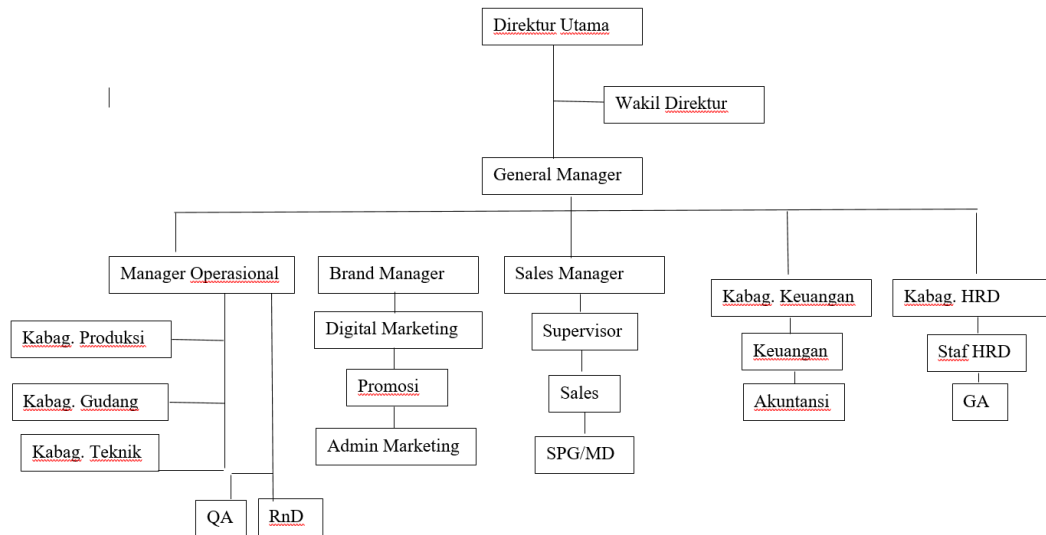 Direktur Utama
Wakil Direktur
General Manager
Manager Operasional
Brand Manager
Sales Manager
Kabag. Keuangan
Kabag. HRD
Kabag. Produksi
Digital Marketing
Supervisor
Keuangan
Staf HRD
Kabag. Gudang
Promosi
Sales
Akuntansi
GA
Kabag. Teknik
Admin Marketing
SPG/MD
QA
RnD